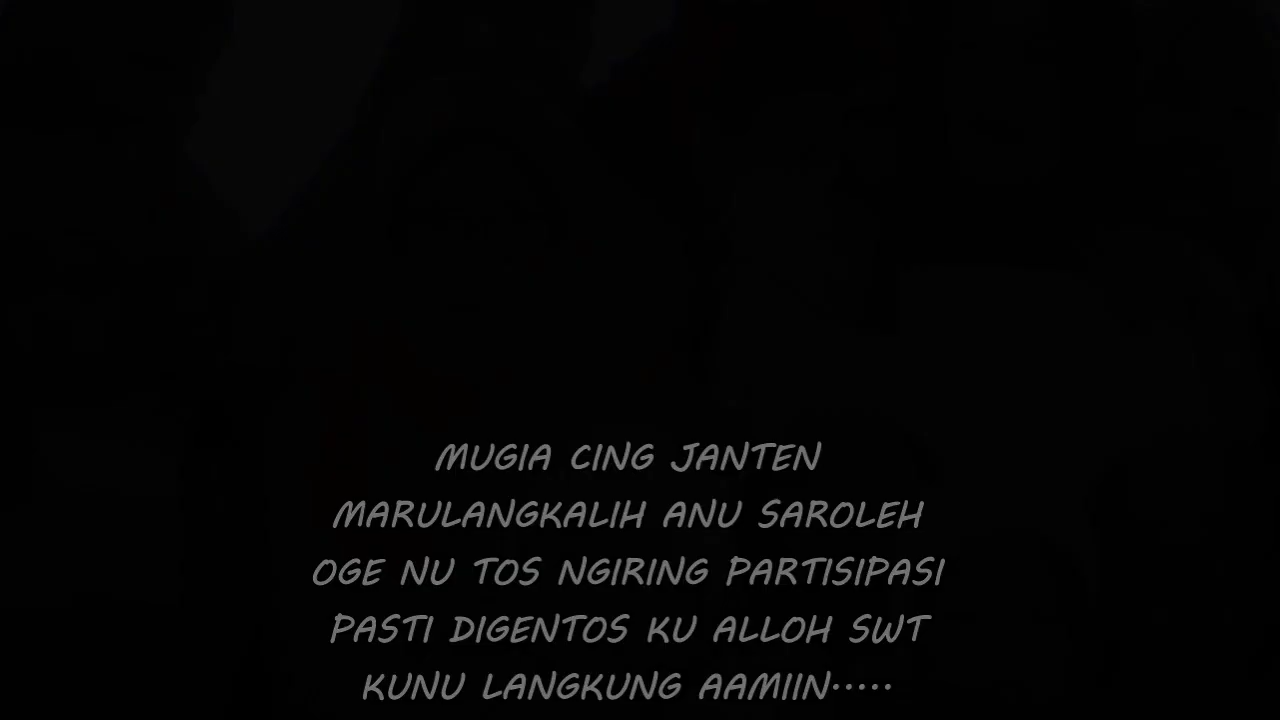 MUGIA CING JANTEN
MARULANGKALIH ANU SAROLEH
OGE NU TOS NGIRING PARTISIPASI
PASTI DIGENTOS KU ALLOH SWT
KUNU LANGKUNG AAMIIN.....